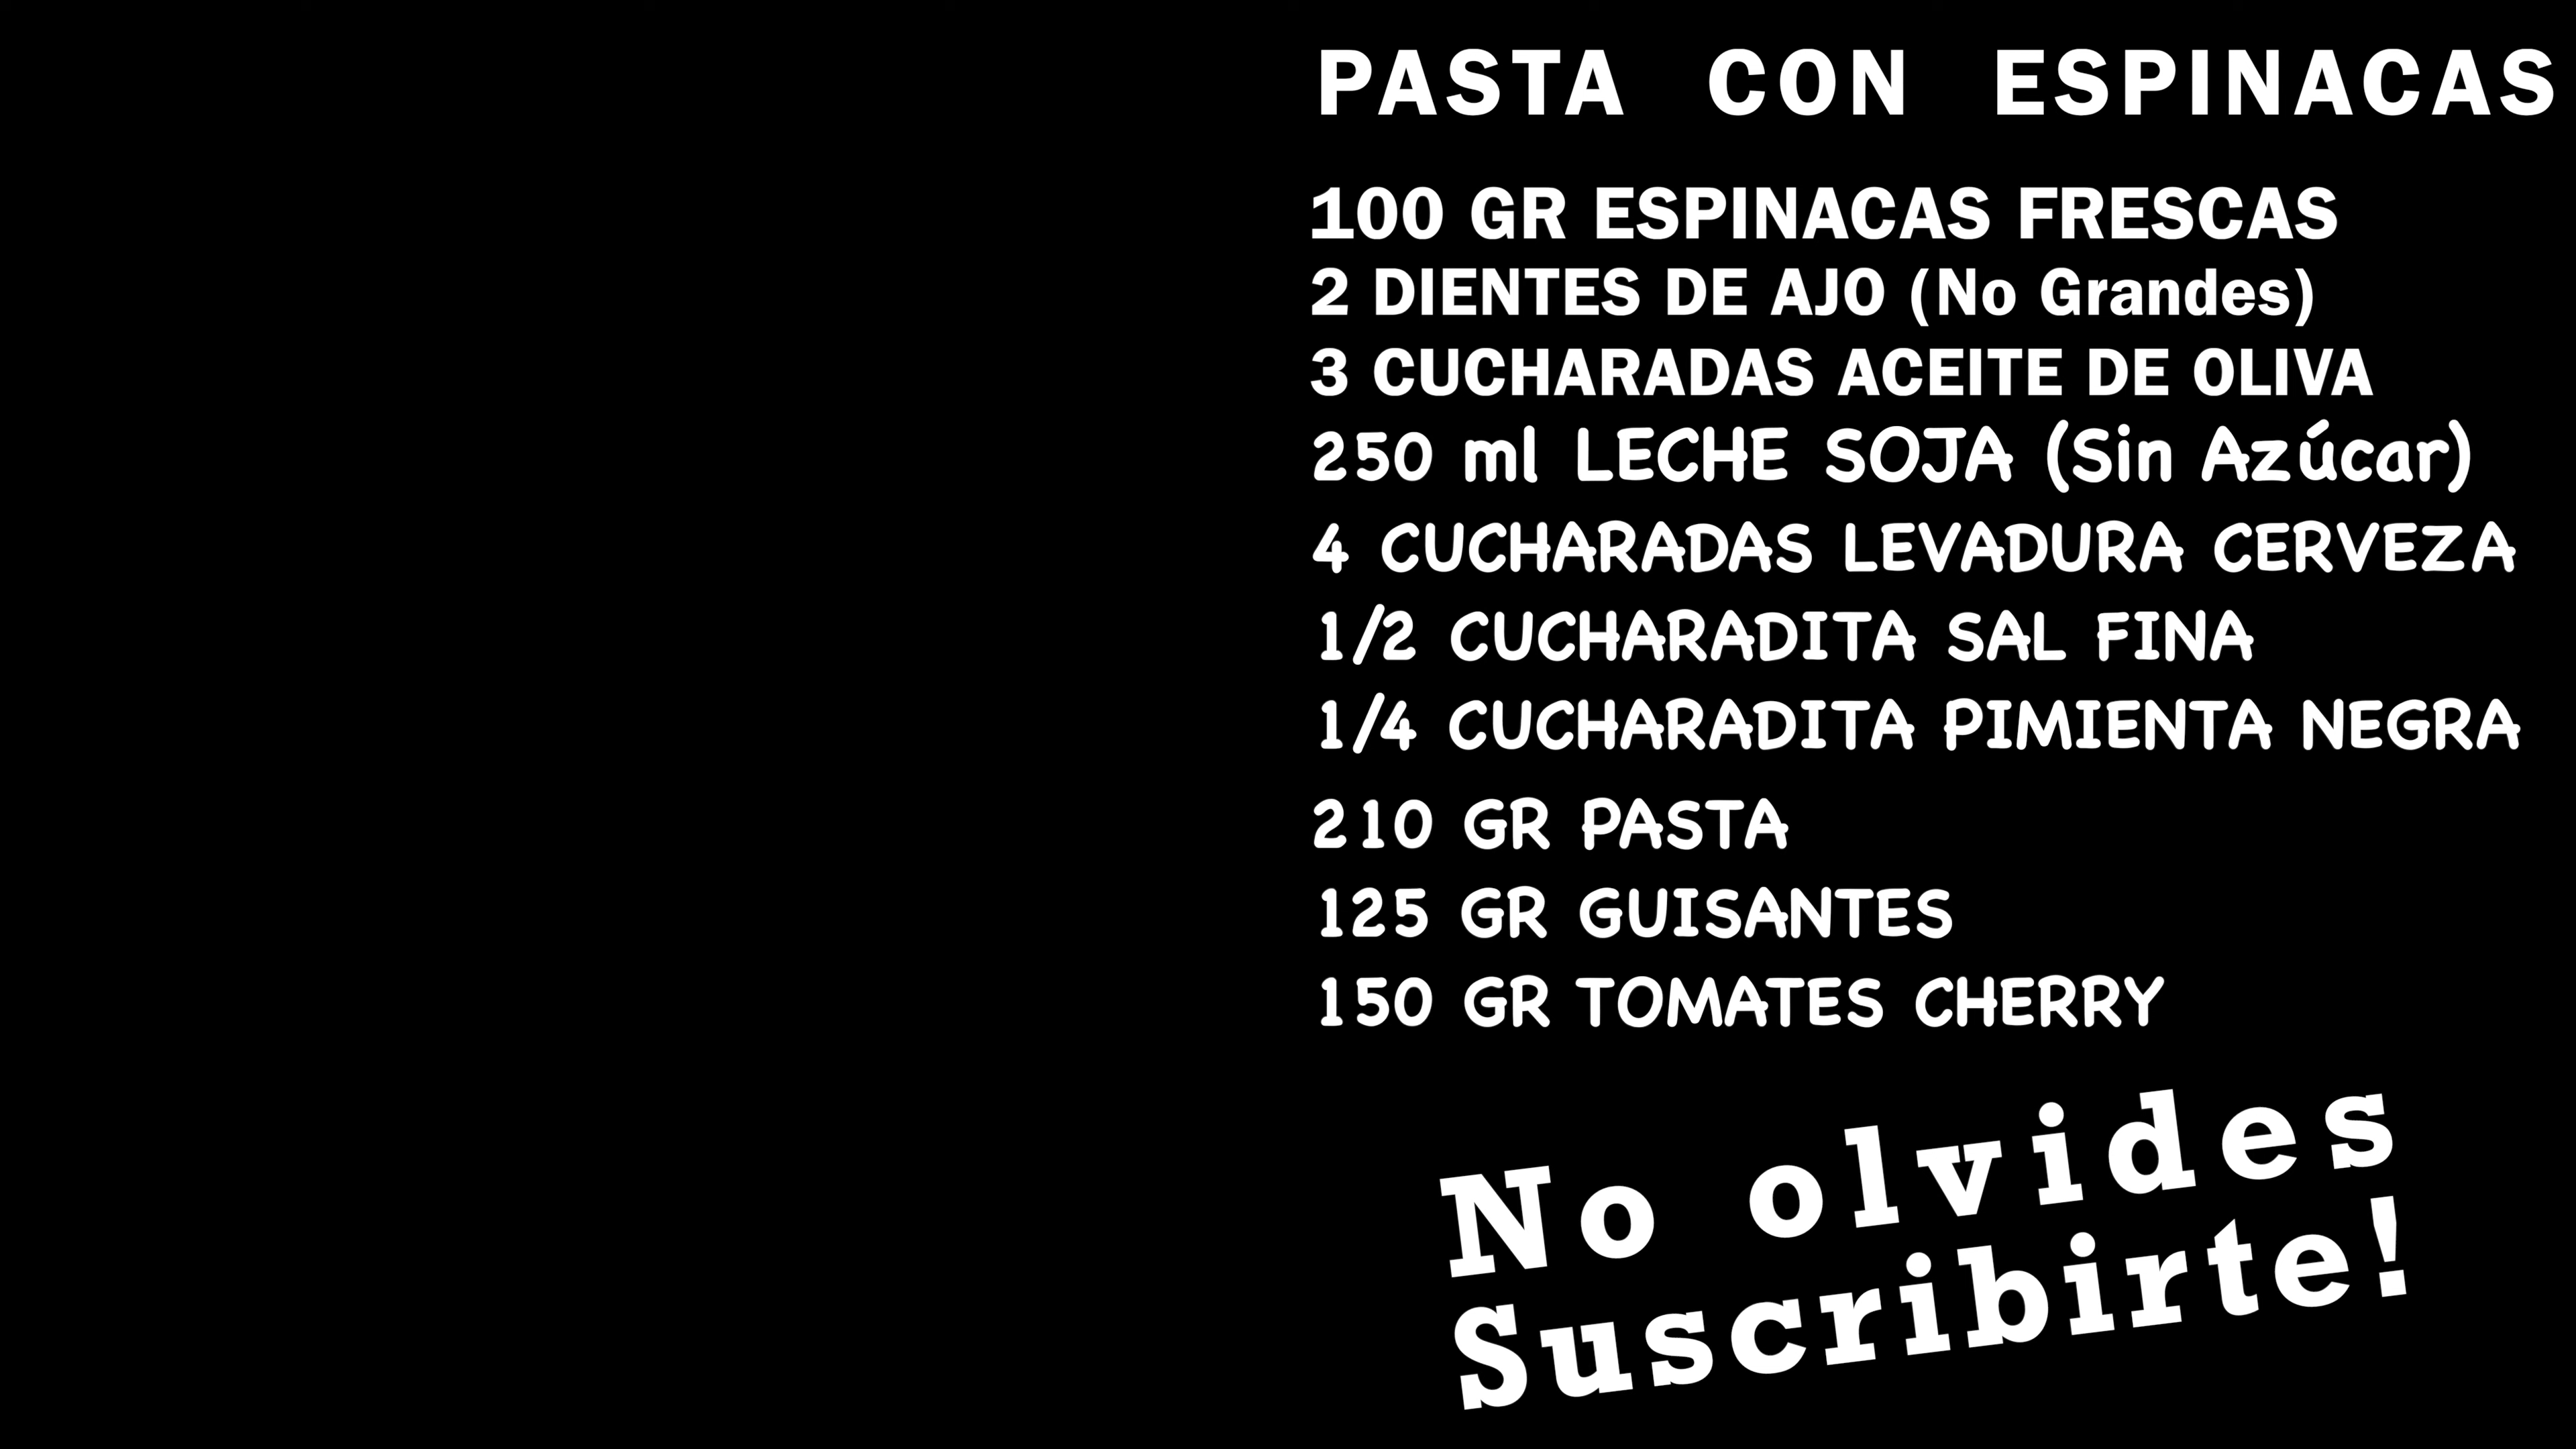 PASTA CON ESPINACAS
100 GR ESPINACAS FRESCAS
2 DIENTES DE AJO (No Grandes)
3 CUCHARADAS ACEITE DE OLIVA
250 ml LECHE SOJA (Sin Azúcar)
4 CUCHARADAS LEVADURA CERVEZA
1/2 CUCHARADITA SAL FINA
1/4 CUCHARADITA PIMIENTA NEGRA
210 GR PASTA
125 GR GUISANTES
150 GR TOMATES CHERRY
No olvides
Suscribirte!